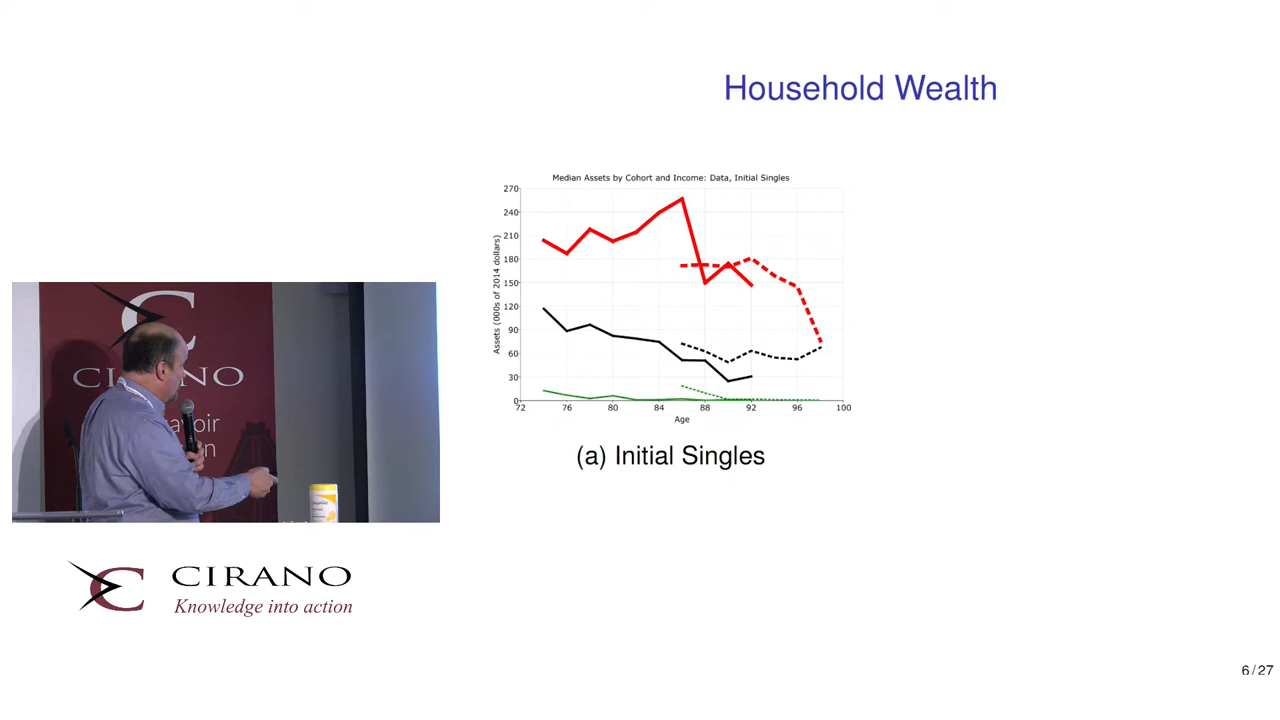 Household Wealth
Median Assets by Cohort and Income: Data, Initial Singles
270
240
210
180
150
120
90
60
30
0
Assets (000s of 2014 dollars)
72 76 80 84 88 92 96 100
Age
(a) Initial Singles
CIRANO
avoir
n
CIRANO
Knowledge into action
6 / 27